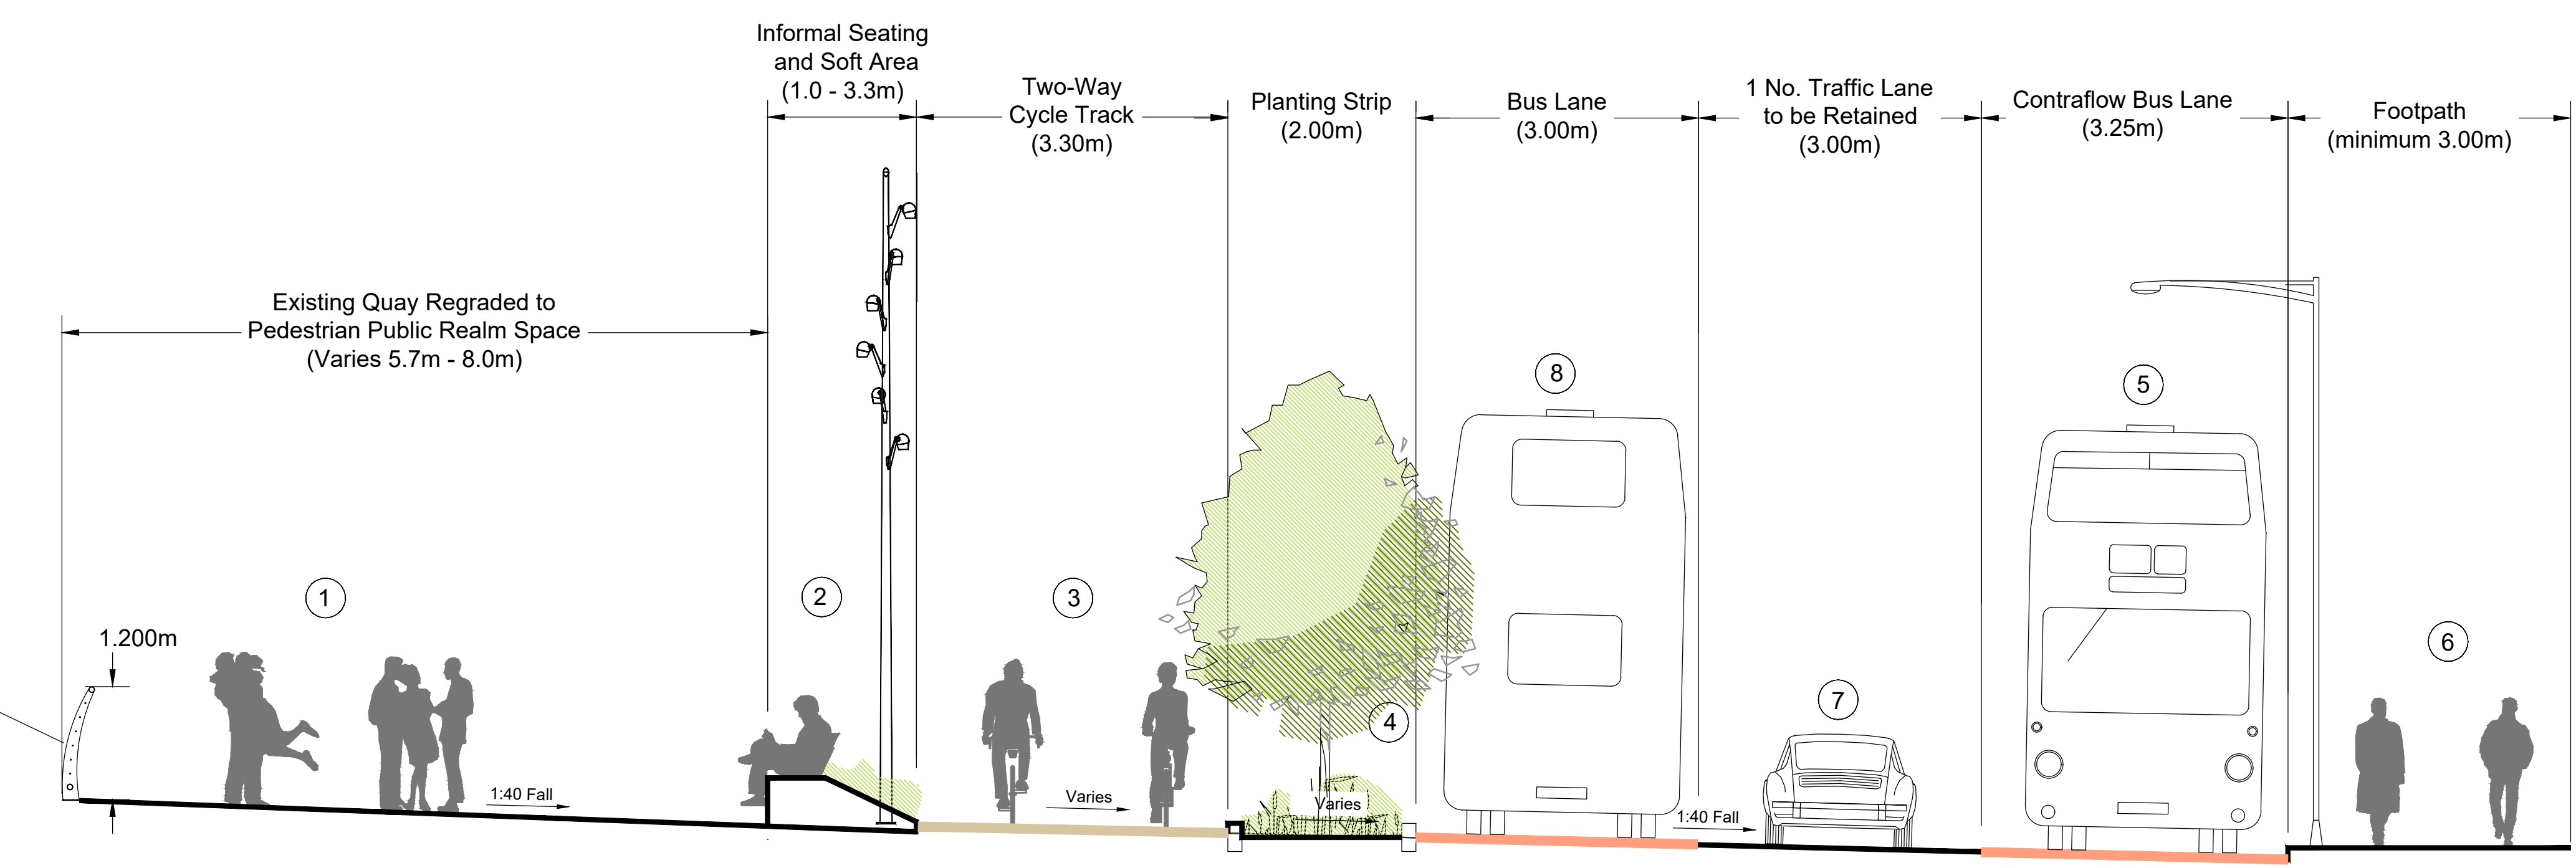 Informal Seating
and Soft Area
(1.0 - 3.3m)
Two-Way
Cycle Track
(3.30m)
Planting Strip
(2.00m)
Bus Lane
(3.00m)
1 No. Traffic Lane
to be Retained
(3.00m)
Contraflow Bus Lane
(3.25m)
Footpath
(minimum 3.00m)
Existing Quay Regraded to
Pedestrian Public Realm Space
(Varies 5.7m - 8.0m)
8
5
1
2
3
1.200m
6
7
4
1:40 Fall
Varies
Varies
1:40 Fall